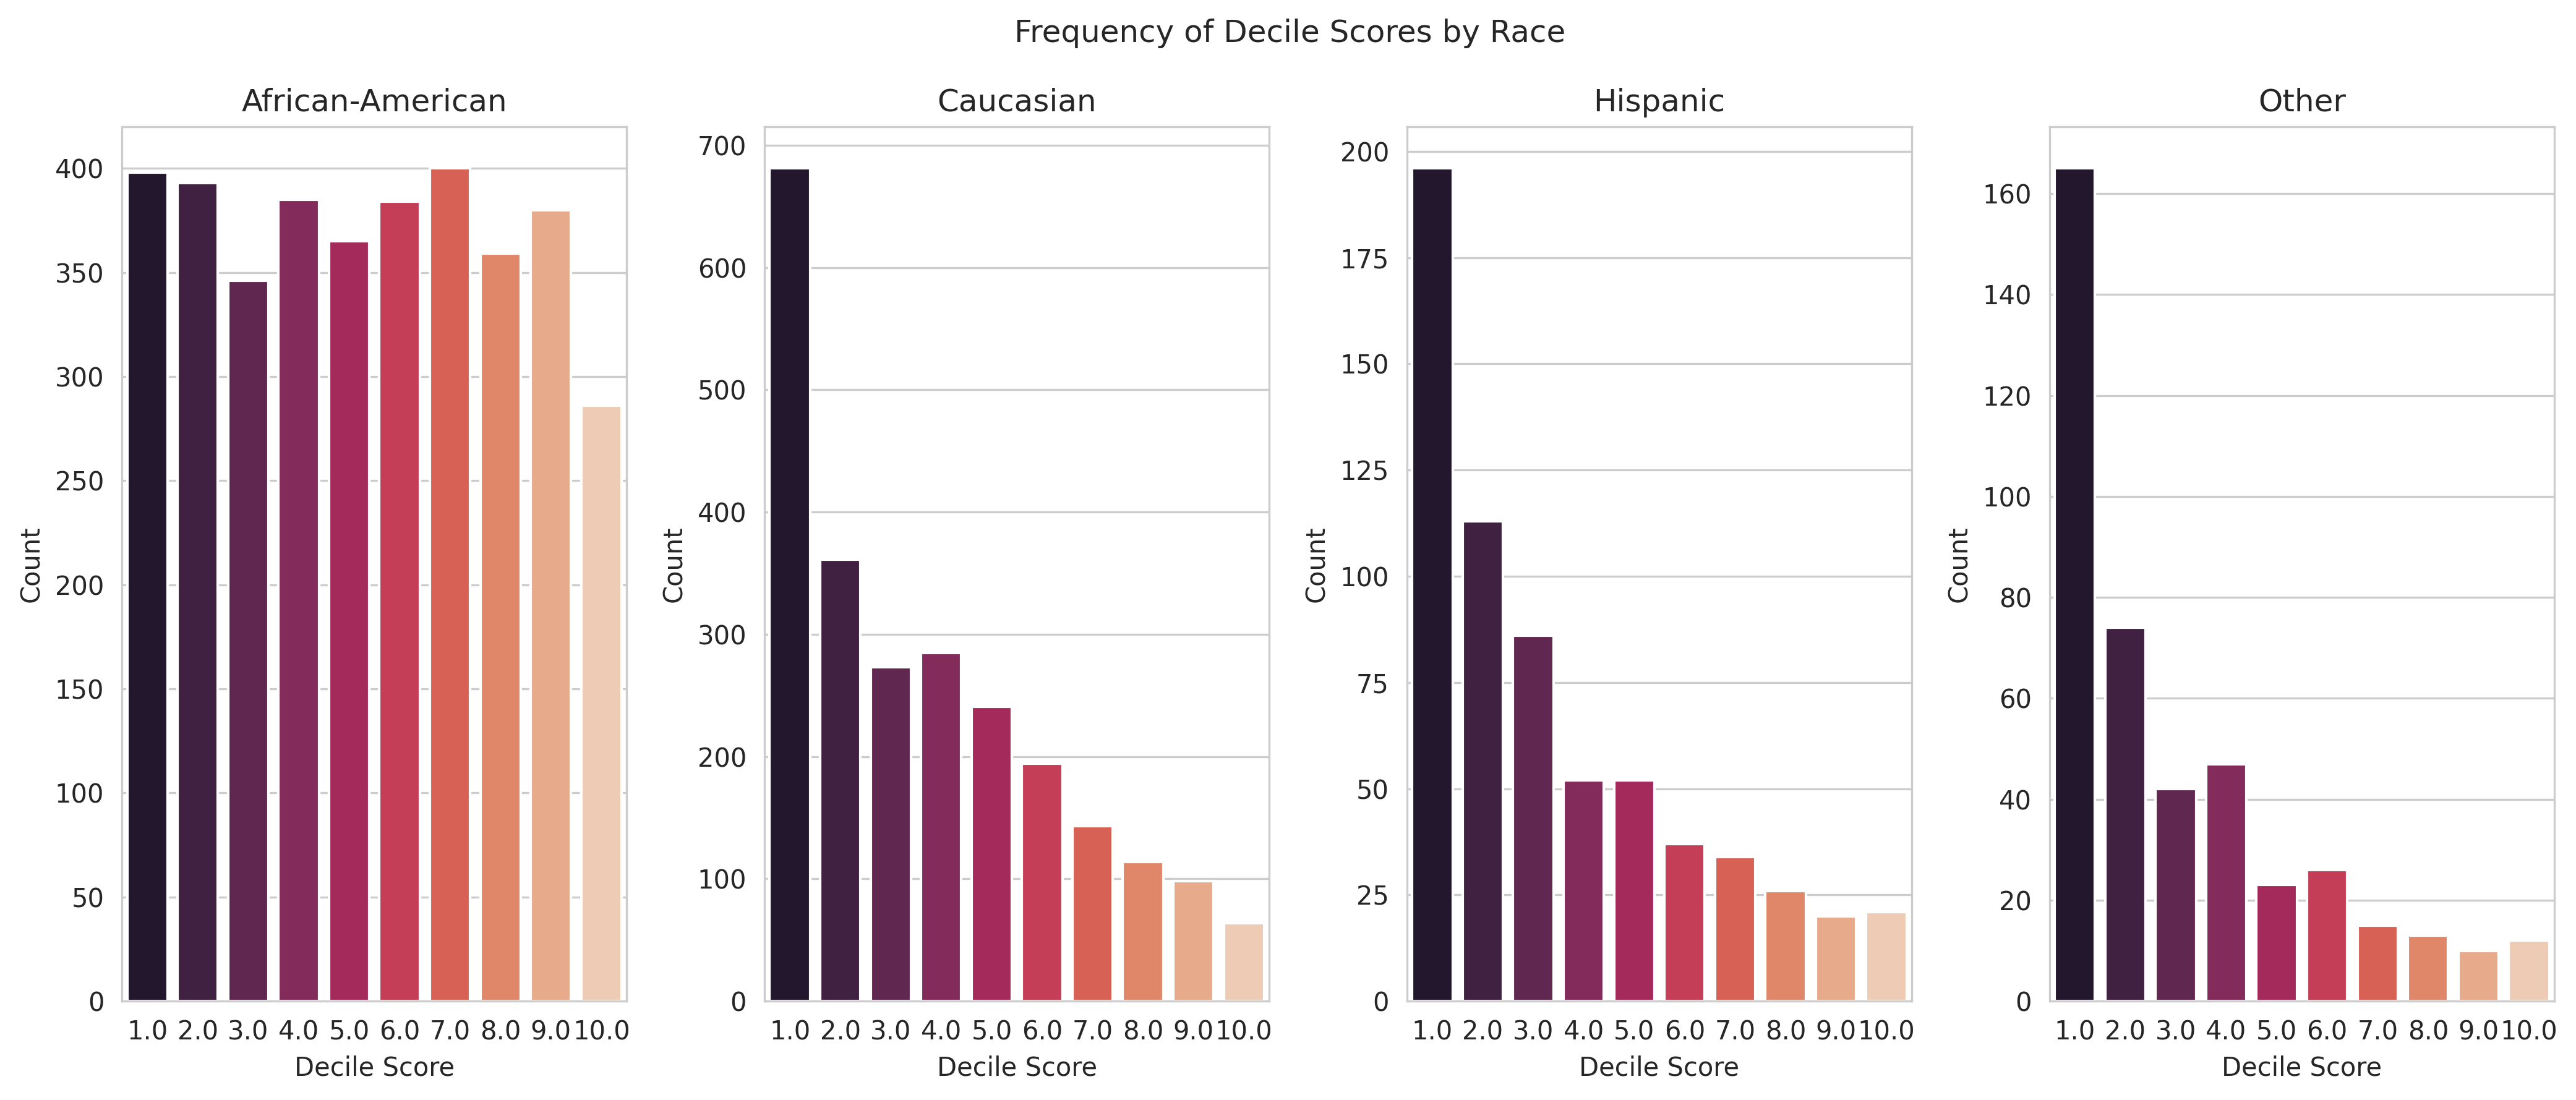 Frequency of Decile Scores by Race
African-American
Count
400
350
300
250
200
150
100
50
0
1.0 2.0 3.0 4.0 5.0 6.0 7.0 8.0 9.0 10.0
Decile Score
Caucasian
Count
700
600
500
400
300
200
100
0
1.0 2.0 3.0 4.0 5.0 6.0 7.0 8.0 9.0 10.0
Decile Score
Hispanic
Count
200
175
150
125
100
75
50
25
0
1.0 2.0 3.0 4.0 5.0 6.0 7.0 8.0 9.0 10.0
Decile Score
Other
Count
160
140
120
100
80
60
40
20
0
1.0 2.0 3.0 4.0 5.0 6.0 7.0 8.0 9.0 10.0
Decile Score